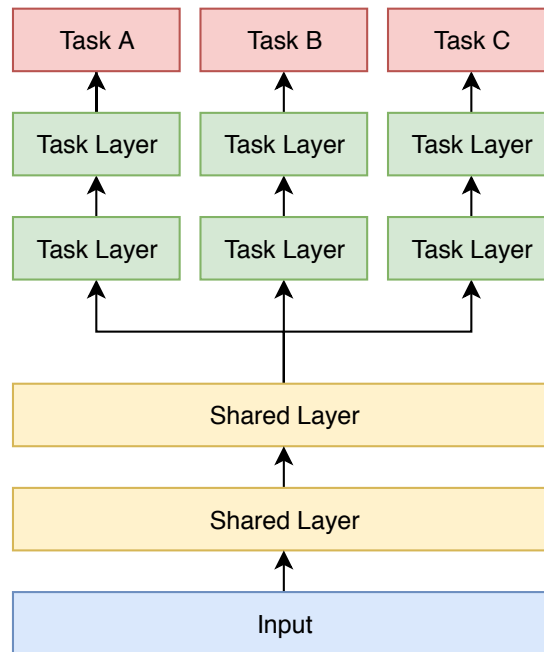 Task A
Task B
Task C
Task Layer
Task Layer
Task Layer
Task Layer
Task Layer
Task Layer
Shared Layer
Shared Layer
Input